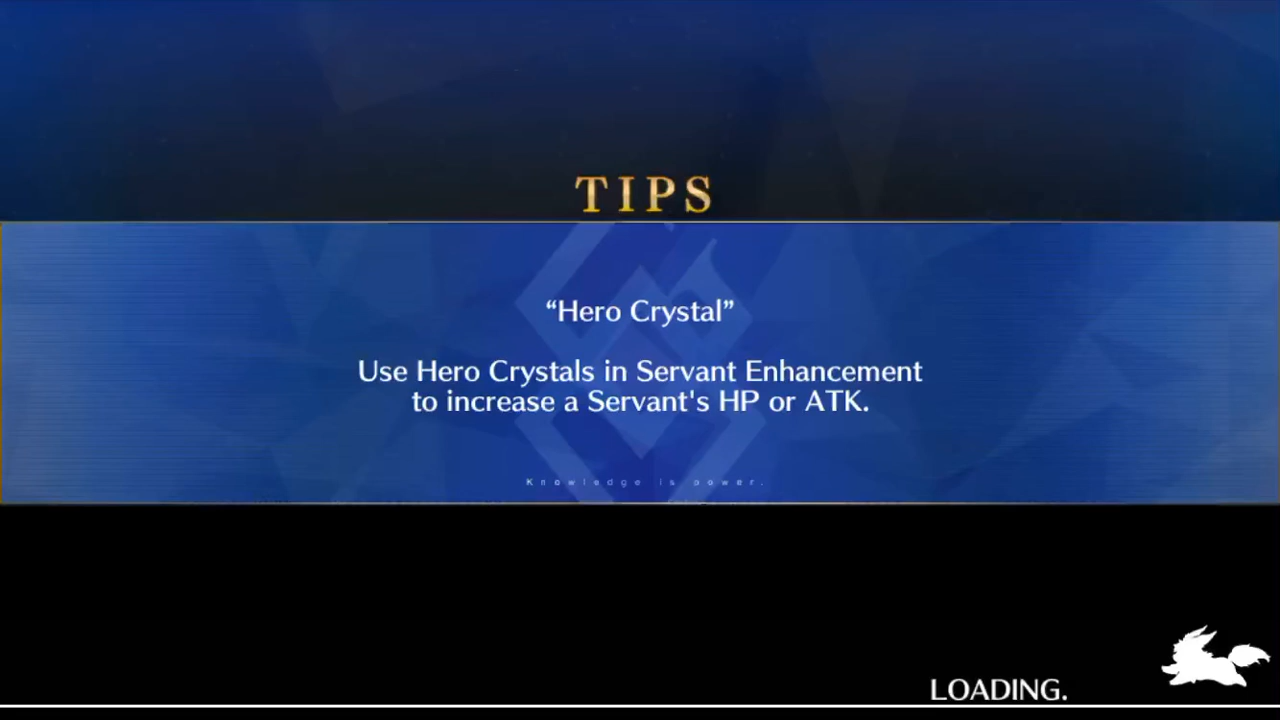 TIPS
“Hero Crystal”
Use Hero Crystals in Servant Enhancement
to increase a Servant's HP or ATK.
Knowledge is power.
LOADING.